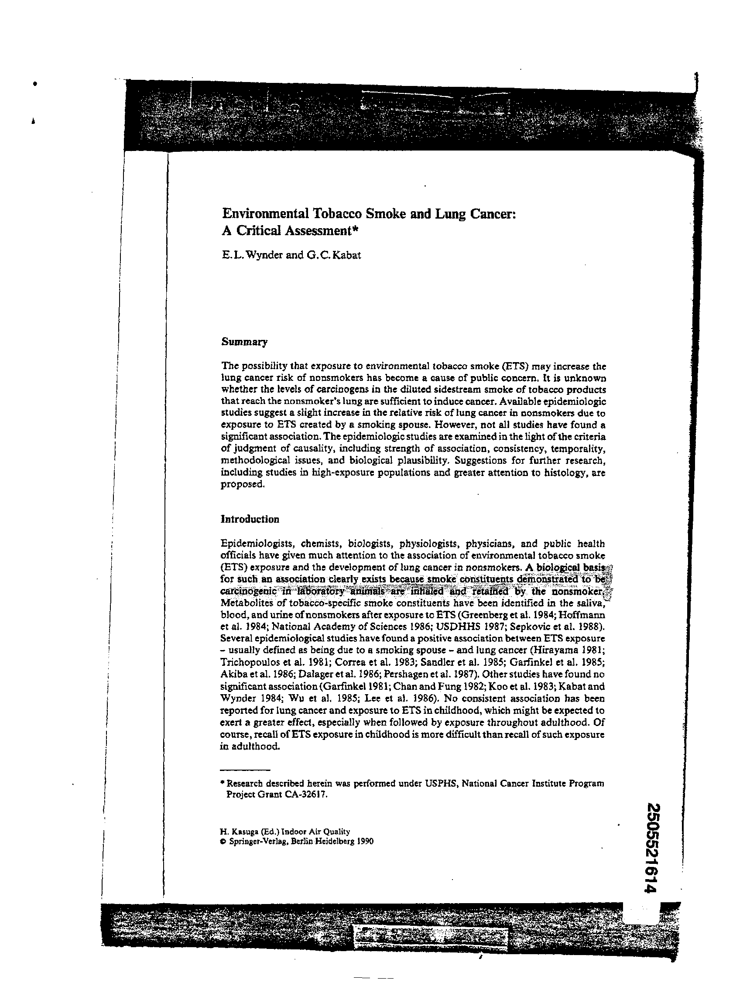 Environmental Tobacco Smoke and Lung Cancer:
A Critical Assessment*
E.L. Wynder and G.C. Kabat
Summary
The possibility that exposure to environmental tobacco smoke (ETS) may increase the
lung cancer risk of nonsmokers has become a cause of public concern. It is unknown
whether the levels of carcinogens in the diluted sidestream smoke of tobacco products
that reach the nonsmoker's lung are sufficient to induce cancer. Available epidemiologic
studies suggest a slight increase in the relative risk of lung cancer in nonsmokers due to
exposure to ETS created by a smoking spouse. However, not all studies have found a
significant association. The epidemiologic studies are examined in the light of the criteria
of judgment of causality, including strength of association, consistency, temporality,
methodological issues, and biological plausibility. Suggestions for further research,
including studies in high-exposure populations and greater attention to histology, are
proposed.
Introduction
Epidemiologists, chemists, biologists, physiologists, physicians, and public health
officials have given much attention to the association of environmental tobacco smoke
(ETS) exposure and the development of lung cancer in nonsmokers. A biological basis
for such an association clearly exists because smoke constituents demonstrated to be
carcinogenic in laboratory animals are inhaled and retained by the nonsmoker.
Metabolites of tobacco-specific smoke constituents have been identified in the saliva,
blood, and urine of nonsmokers after exposure to ETS (Greenberg et al. 1984; Hoffmann
et al. 1984; National Academy of Sciences 1986; USDHHS 1987; Sepkovic et al. 1988).
Several epidemiological studies have found a positive association between ETS exposure
– usually defined as being due to a smoking spouse – and lung cancer (Hirayama 1981;
Trichopoulos et al. 1981; Correa et al. 1983; Sandler et al. 1985; Garfinkel et al. 1985;
Akiba et al. 1986; Dalager et al. 1986; Pershagen et al. 1987). Other studies have found no
significant association (Garfinkel 1981; Chan and Fung 1982; Koo et al. 1983; Kabat and
Wynder 1984; Wu et al. 1985; Lee et al. 1986). No consistent association has been
reported for lung cancer and exposure to ETS in childhood, which might be expected to
exert a greater effect, especially when followed by exposure throughout adulthood. Of
course, recall of ETS exposure in childhood is more difficult than recall of such exposure
in adulthood.
* Research described herein was performed under USPHS, National Cancer Institute Program
Project Grant CA-32617.
H. Kasuga (Ed.) Indoor Air Quality
© Springer-Verlag, Berlin Heidelberg 1990
2505521614